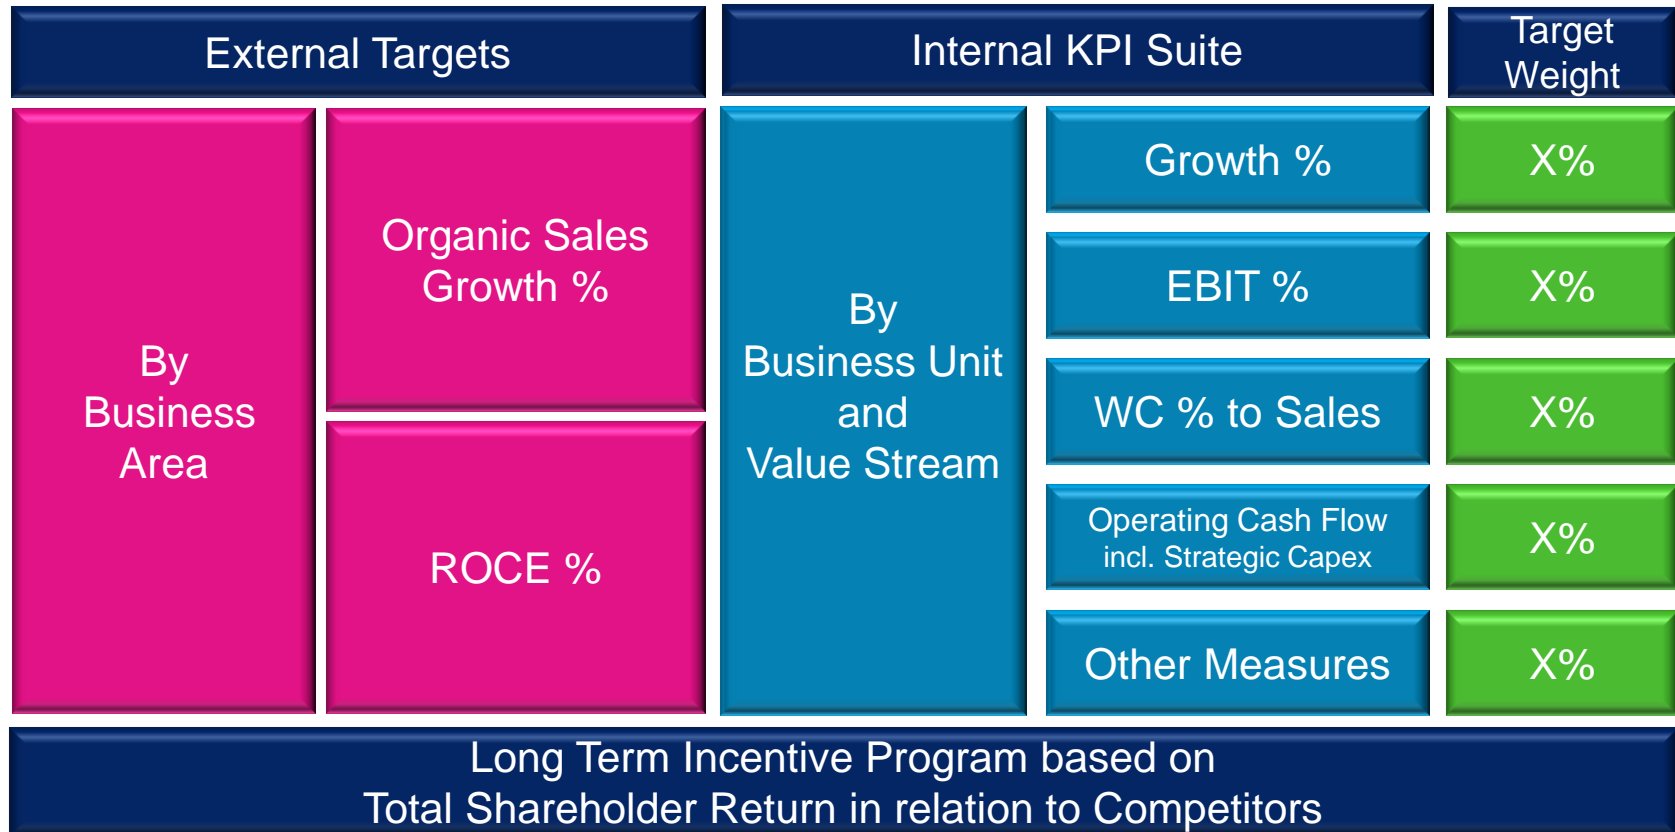 External Targets
Internal KPI Suite
Target
Weight
By
Business
Area
Organic Sales
Growth %
ROCE %
By
Business Unit
and
Value Stream
Growth %
X%
EBIT %
X%
WC % to Sales
X%
Operating Cash Flow
incl. Strategic Capex
X%
Other Measures
X%
Long Term Incentive Program based on
Total Shareholder Return in relation to Competitors